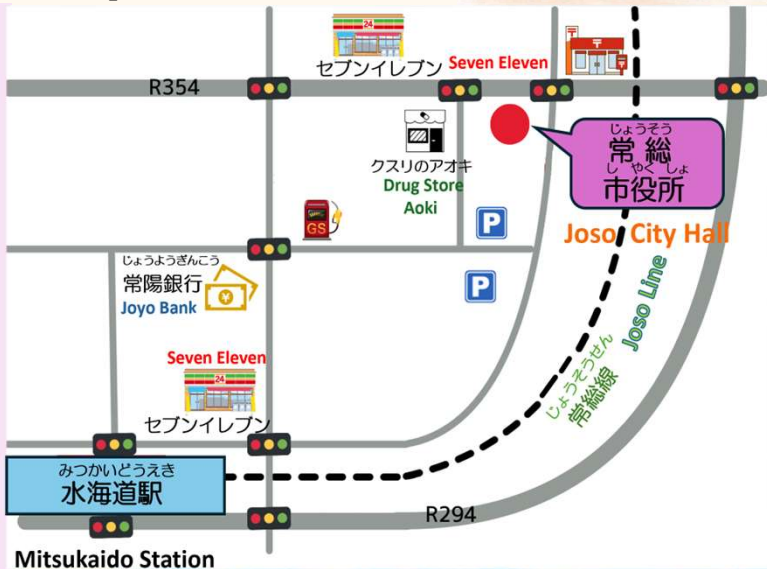 24
セブンイレブン
Seven Eleven
R354
クスリのアオキ
Drug Store
Aoki
じょうそう
常総
しやくしょ
市役所
Joso City Hall
P
GS
じょうようぎんこう
常陽銀行
¥
Joyo Bank
P
じょうそうせん
常総線
Joso Line
Seven Eleven
24
セブンイレブン
みつかいどうえき
水海道駅
R294
Mitsukaido Station